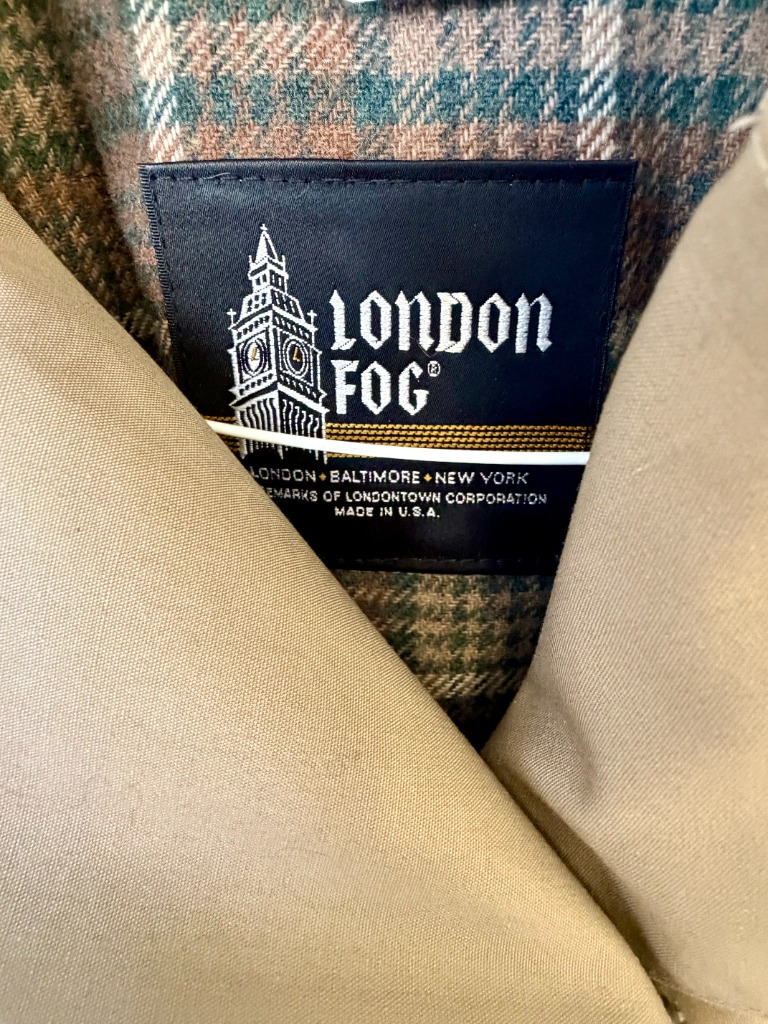 LONDON
FOG®
LONDON ♦ BALTIMORE ♦ NEW YORK
OF LONDONTOWN CORPORATION
MADE IN U.S.A.